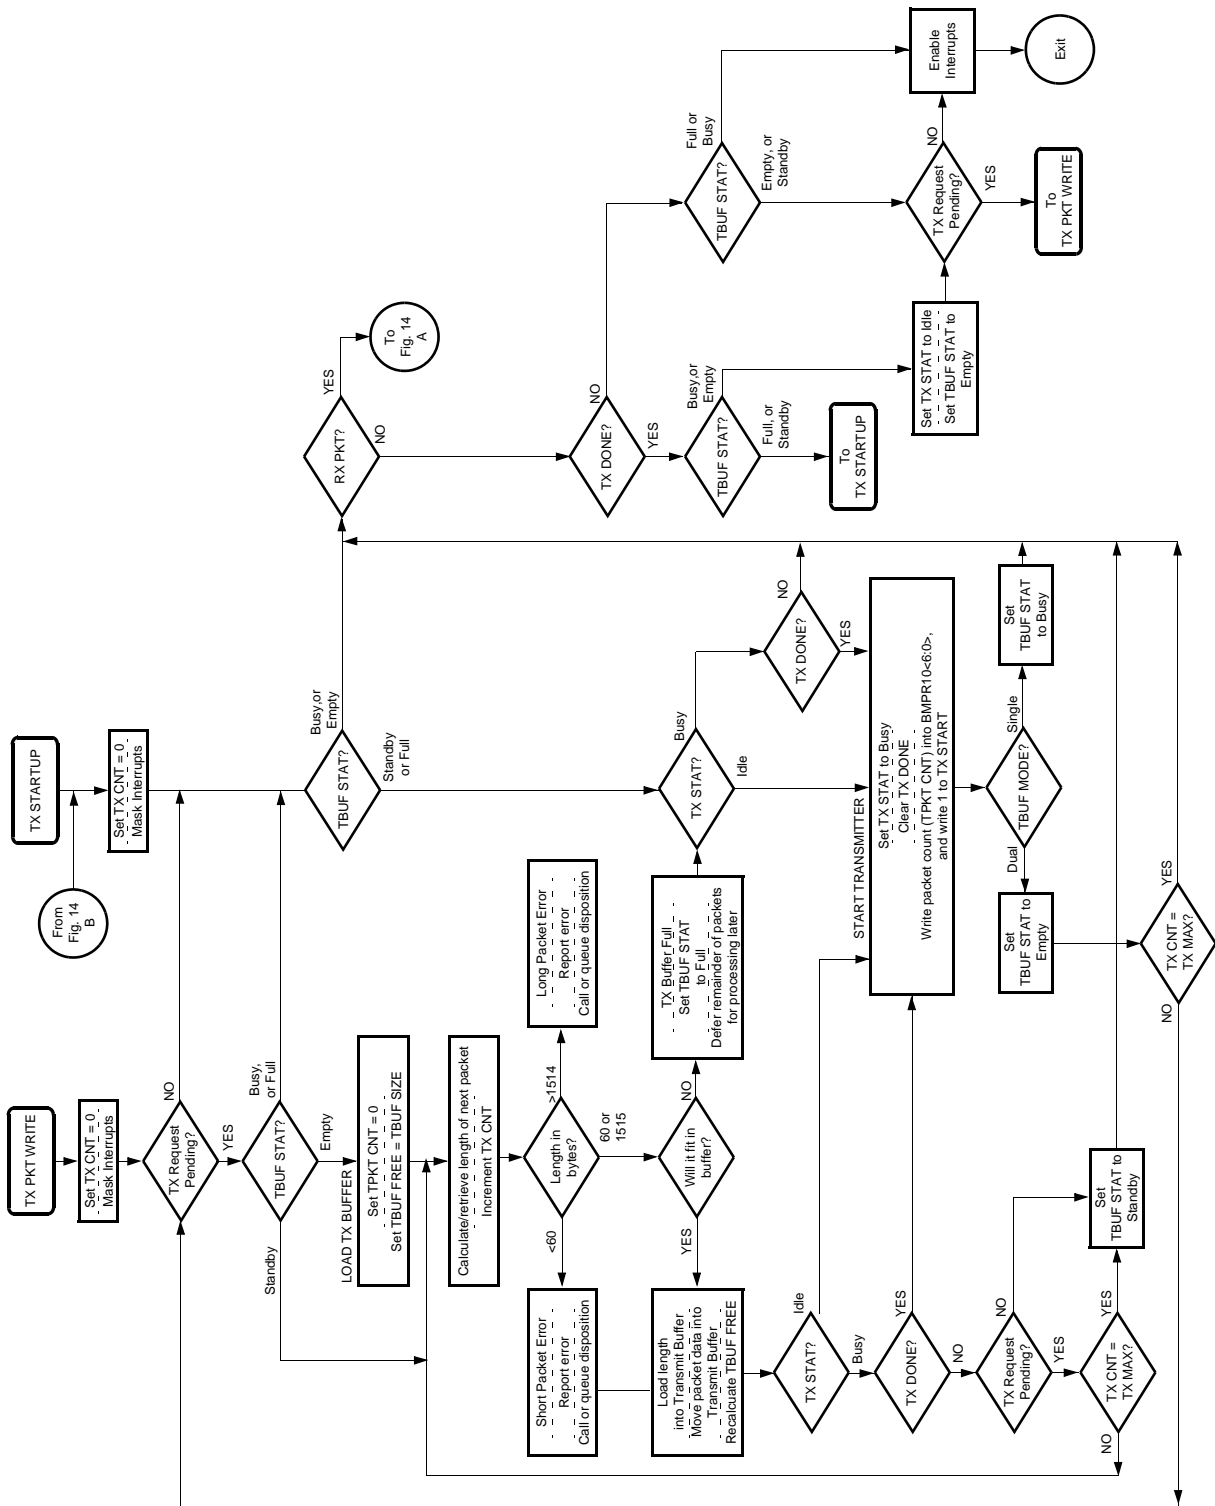 TX PKT WRITE
Set TX CNT = 0
Mask Interrupts
TX Request
Pending?
NO
YES
TBUF STAT?
Busy,
or Full
Standby
Empty
LOAD TX BUFFER
Set TPKT CNT = 0
Set TBUF FREE = TBUF SIZE
Calculate/retrieve length of next packet
Increment TX CNT
Length in
bytes?
>1514
<60
60 or
1515
Long Packet Error
Report error
Call or queue disposition
Short Packet Error
Report error
Call or queue disposition
Will it fit in
buffer?
NO
YES
TX Buffer Full
Set TBUF STAT
to Full
Defer remainder of packets
for processing later
Load length
into Transmit Buffer
Move packet data into
Transmit Buffer
Recalculate TBUF FREE
TX STAT?
Idle
Busy
TX DONE?
YES
NO
TX Request
Pending?
NO
YES
TX CNT =
TX MAX?
YES
NO
Set
TBUF STAT to
Standby
From
Fig. 14
B
TX STARTUP
Set TX CNT = 0
Mask Interrupts
TBUF STAT?
Busy,or
Empty
Standby
or Full
TX STAT?
Busy
Idle
TX DONE?
NO
YES
START TRANSMITTER
Set TX STAT to Busy
Clear TX DONE
Write packet count (TPKT CNT) into BMPR10<6:0>,
and write 1 to TX START
TBUF MODE?
Dual
Single
Set
TBUF STAT to
Empty
Set
TBUF STAT
to Busy
TX CNT =
TX MAX?
YES
NO
RX PKT?
YES
NO
To
Fig. 14
A
TX DONE?
NO
YES
TBUF STAT?
Busy,or
Empty
Full, or
Standby
To
TX STARTUP
Set TX STAT to Idle
Set TBUF STAT to
Empty
TBUF STAT?
Full or
Busy
Empty, or
Standby
TX Request
Pending?
NO
YES
To
TX PKT WRITE
Enable
Interrupts
Exit